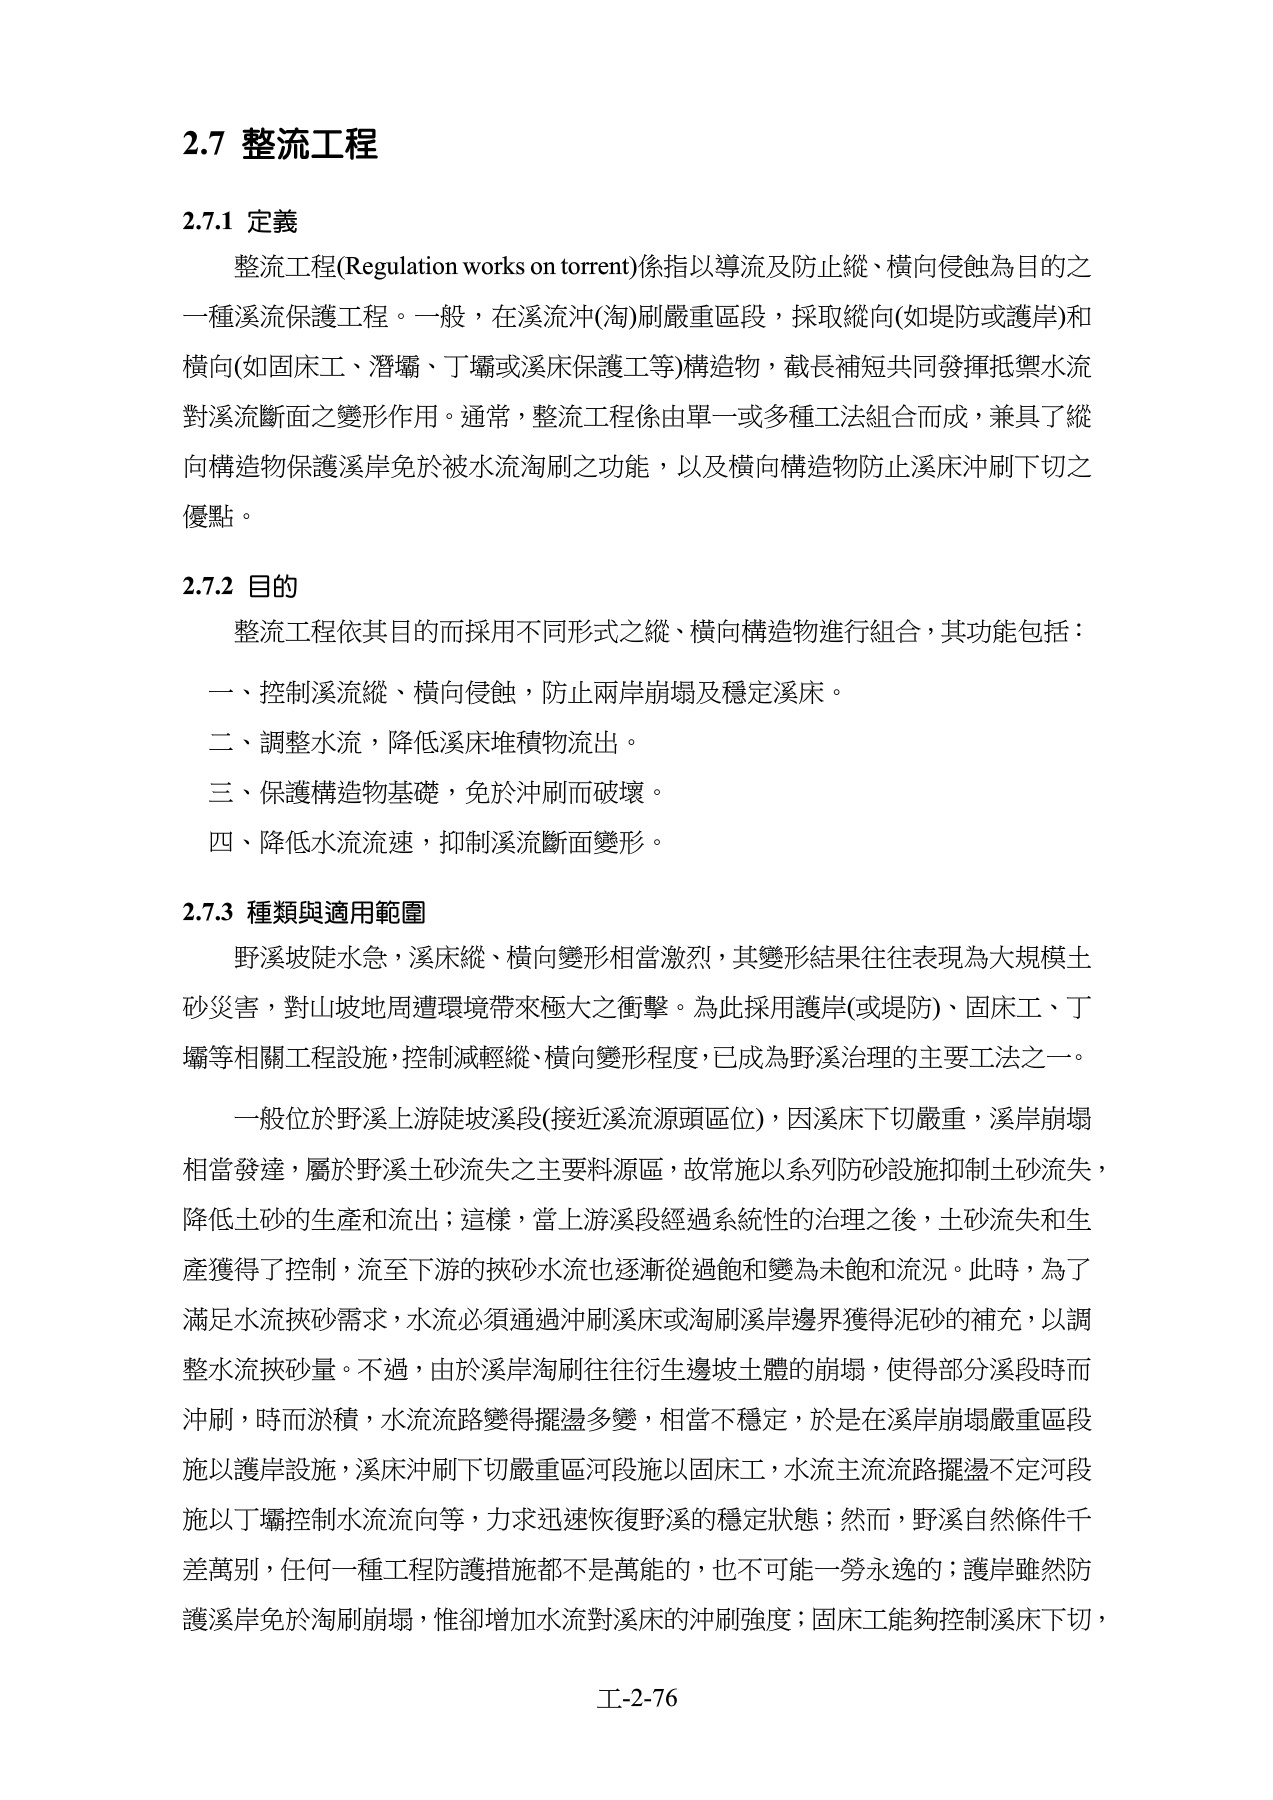 2.7 整流工程
2.7.1 定義
整流工程(Regulation works on torrent)係指以導流及防止縱、橫向侵蝕為目的之
一種溪流保護工程。一般，在溪流沖(淘)刷嚴重區段，採取縱向(如堤防或護岸)和
橫向(如固床工、潛壩、丁壩或溪床保護工等)構造物，截長補短共同發揮抵禦水流
對溪流斷面之變形作用。通常，整流工程係由單一或多種工法組合而成，兼具了縱
向構造物保護溪岸免於被水流淘刷之功能，以及橫向構造物防止溪床沖刷下切之
優點。
2.7.2 目的
整流工程依其目的而採用不同形式之縱、橫向構造物進行組合，其功能包括：
一、控制溪流縱、橫向侵蝕，防止兩岸崩塌及穩定溪床。
二、調整水流，降低溪床堆積物流出。
三、保護構造物基礎，免於沖刷而破壞。
四、降低水流流速，抑制溪流斷面變形。
2.7.3 種類與適用範圍
野溪坡陡水急，溪床縱、橫向變形相當激烈，其變形結果往往表現為大規模土
砂災害，對山坡地周遭環境帶來極大之衝擊。為此採用護岸(或堤防)、固床工、丁
壩等相關工程設施，控制減輕縱、橫向變形程度，已成為野溪治理的主要工法之一。
一般位於野溪上游陡坡溪段(接近溪流源頭區位)，因溪床下切嚴重，溪岸崩塌
相當發達，屬於野溪土砂流失之主要料源區，故常施以系列防砂設施抑制土砂流失，
降低土砂的生產和流出；這樣，當上游溪段經過系統性的治理之後，土砂流失和生
產獲得了控制，流至下游的挾砂水流也逐漸從過飽和變為未飽和流況。此時，為了
滿足水流挾砂需求，水流必須通過沖刷溪床或淘刷溪岸邊界獲得泥砂的補充，以調
整水流挾砂量。不過，由於溪岸淘刷往往衍生邊坡土體的崩塌，使得部分溪段時而
沖刷，時而淤積，水流流路變得擺盪多變，相當不穩定，於是在溪岸崩塌嚴重區段
施以護岸設施，溪床沖刷下切嚴重區河段施以固床工，水流主流流路擺盪不定河段
施以丁壩控制水流流向等，力求迅速恢復野溪的穩定狀態；然而，野溪自然條件千
差萬別，任何一種工程防護措施都不是萬能的，也不可能一勞永逸的；護岸雖然防
護溪岸免於淘刷崩塌，惟卻增加水流對溪床的沖刷強度；固床工能夠控制溪床下切，
工-2-76